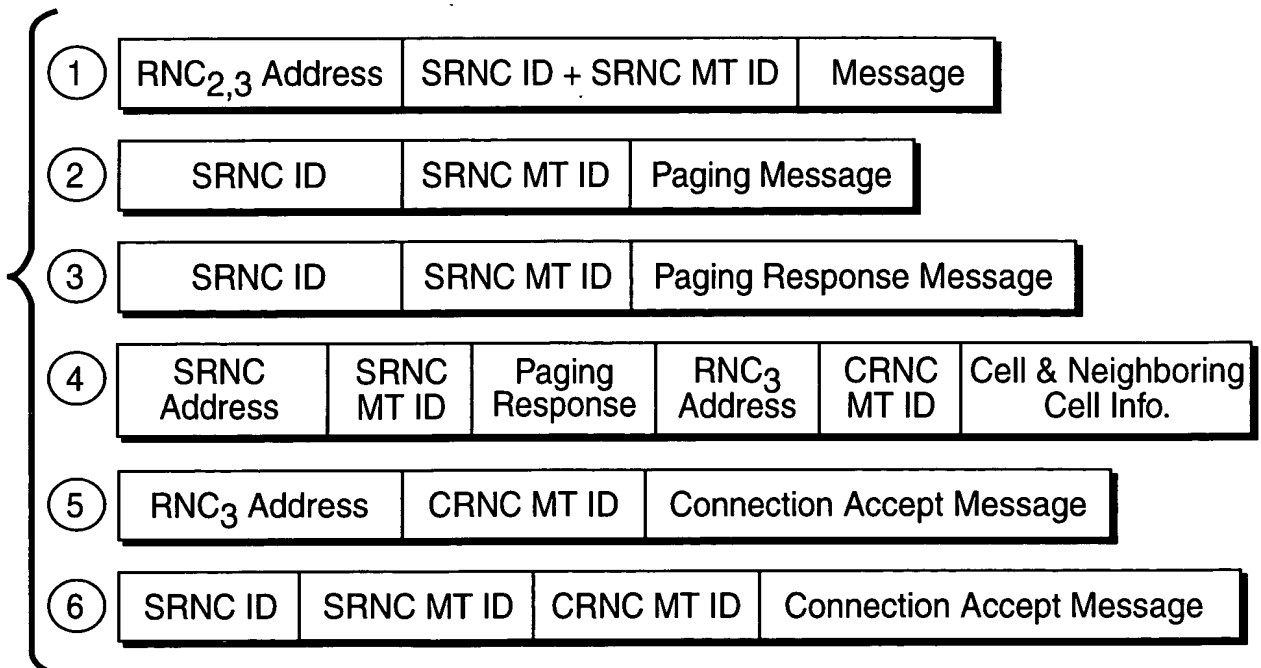 1 RNC2,3 Address SRNC ID + SRNC MT ID Message
2 SRNC ID SRNC MT ID Paging Message
3 SRNC ID SRNC MT ID Paging Response Message
4 SRNC Address SRNC MT ID Paging Response RNC3 Address CRNC MT ID Cell & Neighboring Cell Info.
5 RNC3 Address CRNC MT ID Connection Accept Message
6 SRNC ID SRNC MT ID CRNC MT ID Connection Accept Message